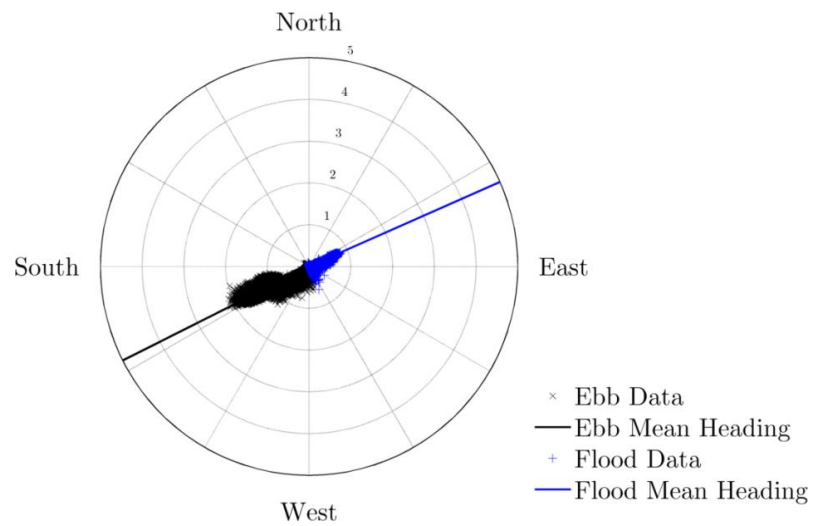 North
5
4
3
2
1
South
East
West
× Ebb Data
Ebb Mean Heading
+ Flood Data
Flood Mean Heading